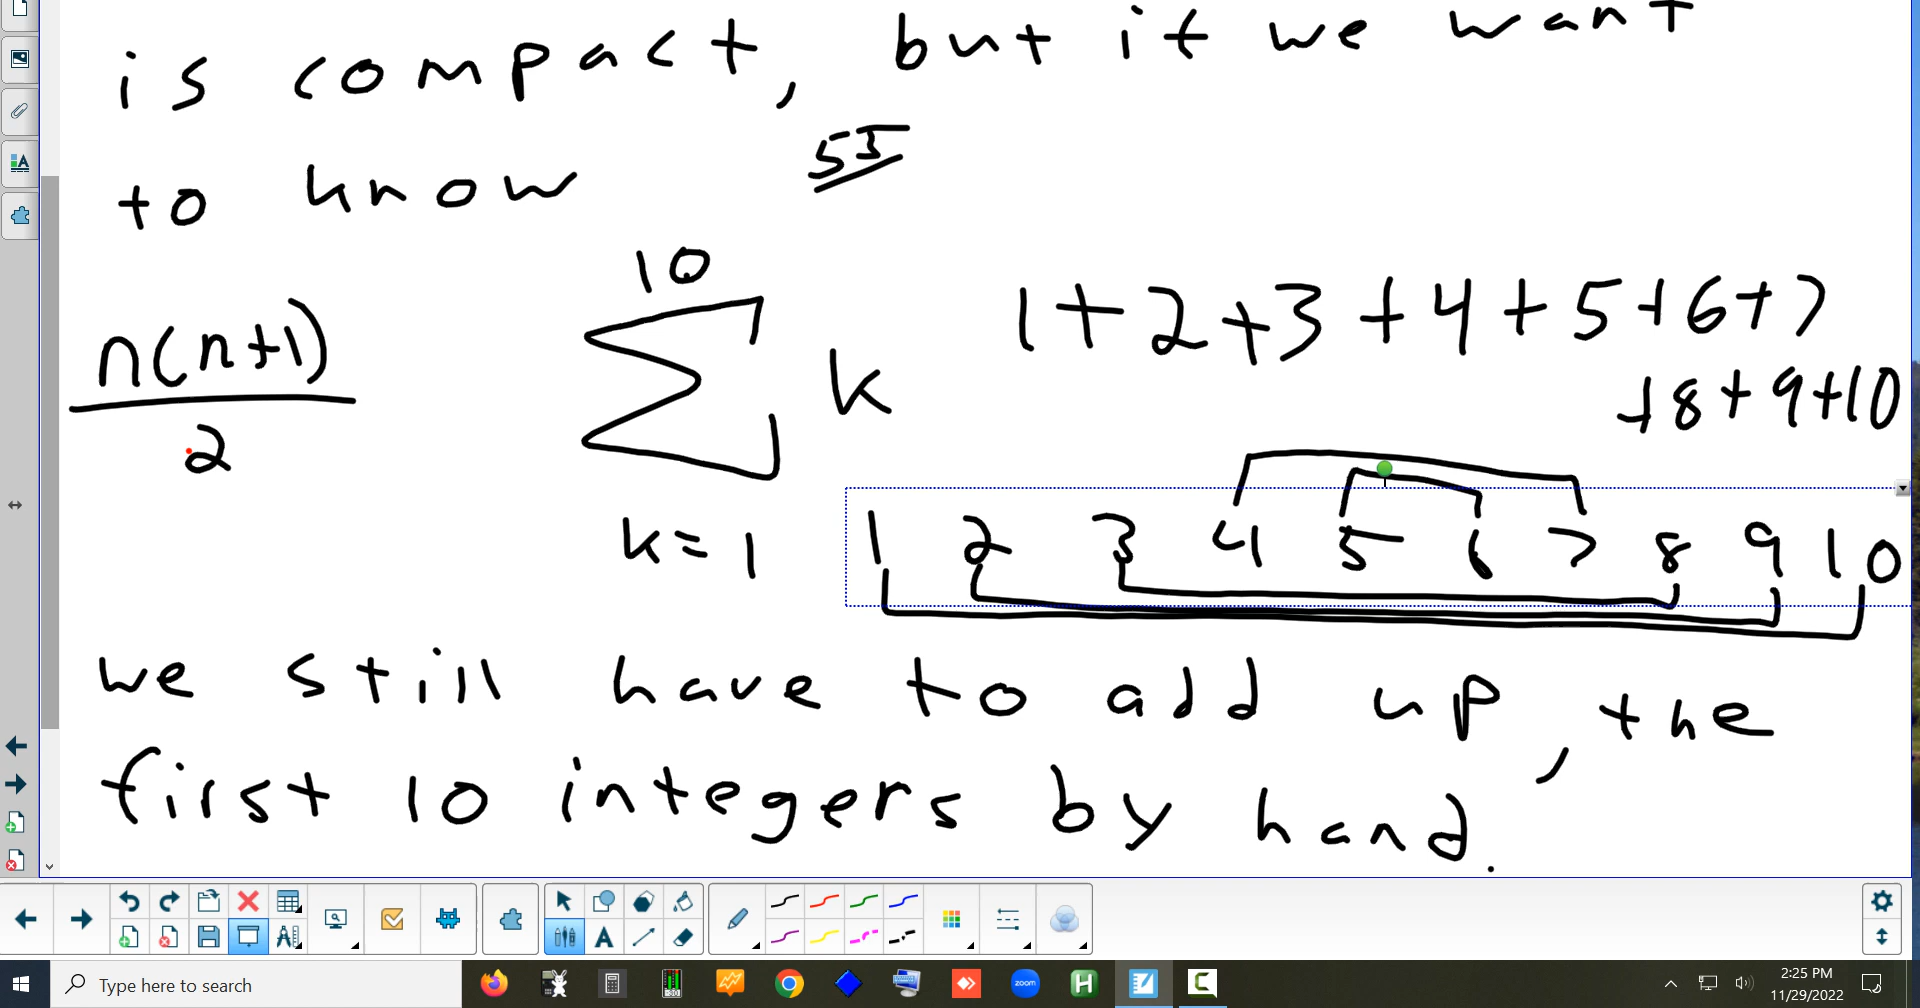 is compact, but if we want
to know 55
n(n+1)
2
10
∑ k
k=1
1+2+3+4+5+6+7
+8+9+10
1 2 3 4 5 6 7 8 9 10
we still have to add up, the
first 10 integers by hand.
A
A
Type here to search
zoom
H
C
2:25 PM
11/29/2022